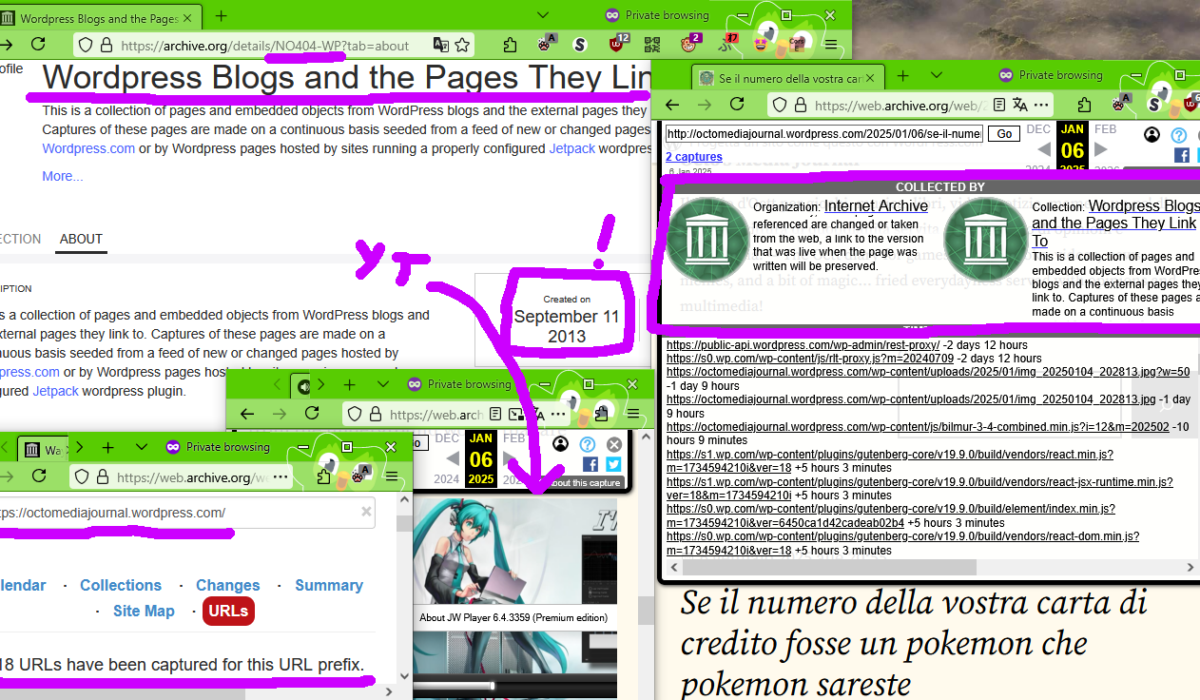 Wordpress Blogs and the Pages
Private browsing
https://archive.org/details/NO404-WP?tab=about
A
S
12
2
17
ofile
Wordpress Blogs and the Pages They Lin
This is a collection of pages and embedded objects from WordPress blogs and the external pages they
Captures of these pages are made on a continuous basis seeded from a feed of new or changed pages
Wordpress.com or by Wordpress pages hosted by sites running a properly configured Jetpack wordpres
More...
ECTION
ABOUT
IPTION
s a collection of pages and embedded objects from WordPress blogs and
xternal pages they link to. Captures of these pages are made on a
nuous basis seeded from a feed of new or changed pages hosted by
press.com or by Wordpress pages
gured Jetpack wordpress plugin.
Created on
September 11
2013
YT
!
Se il numero della vostra cart
Private browsing
https://web.archive.org/web/2
A
S
http://octomediajournal.wordpress.com/2025/01/06/se-il-nume
Go
DEC
JAN
FEB
2 captures
06
6 Jan 2025
2024
2025
COLLECTED BY
Organization: Internet Archive
referenced are changed or taken
from the web, a link to the version
that was live when the page was
written will be preserved.
Collection: Wordpress Blogs
and the Pages They Link
To
This is a collection of pages and
embedded objects from WordPre
blogs and the external pages they
link to. Captures of these pages a
made on a continuous basis
multimedia!
https://public-api.wordpress.com/wp-admin/rest-proxy/ -2 days 12 hours
https://s0.wp.com/wp-content/js/rlt-proxy.js?m=20240709 -2 days 12 hours
https://octomediajournal.wordpress.com/wp-content/uploads/2025/01/img_20250104_202813.jpg?w=50
-1 day 9 hours
https://octomediajournal.wordpress.com/wp-content/uploads/2025/01/img_20250104_202813.jpg -1 day
9 hours
https://s0.wp.com/wp-content/js/bilmur-3-4-combined.min.js?i=12&m=202502 -10
hours 9 minutes
https://s1.wp.com/wp-content/plugins/gutenberg-core/v19.9.0/build/vendors/react.min.js?
m=1734594210i&ver=18 +5 hours 3 minutes
https://s1.wp.com/wp-content/plugins/gutenberg-core/v19.9.0/build/vendors/react-jsx-runtime.min.js?
ver=18&m=1734594210i +5 hours 3 minutes
https://s0.wp.com/wp-content/plugins/gutenberg-core/v19.9.0/build/element/index.min.js?
m=1734594210i&ver=6450ca1d42cadeab02b4 +5 hours 3 minutes
https://s0.wp.com/wp-content/plugins/gutenberg-core/v19.9.0/build/vendors/react-dom.min.js?
m=1734594210i&ver=18 +5 hours 3 minutes
Se il numero della vostra carta di
credito fosse un pokemon che
pokemon sareste
Private browsing
https://web.arch
DEC
JAN
FEB
06
2024
2025
bout this capture
About JW Player 6.4.3359 (Premium edition)
Wa
Private browsing
https://web.archive.org/w
A
ps://octomediajournal.wordpress.com/
lendar · Collections · Changes · Summary
· Site Map · URLs
18 URLs have been captured for this URL prefix.